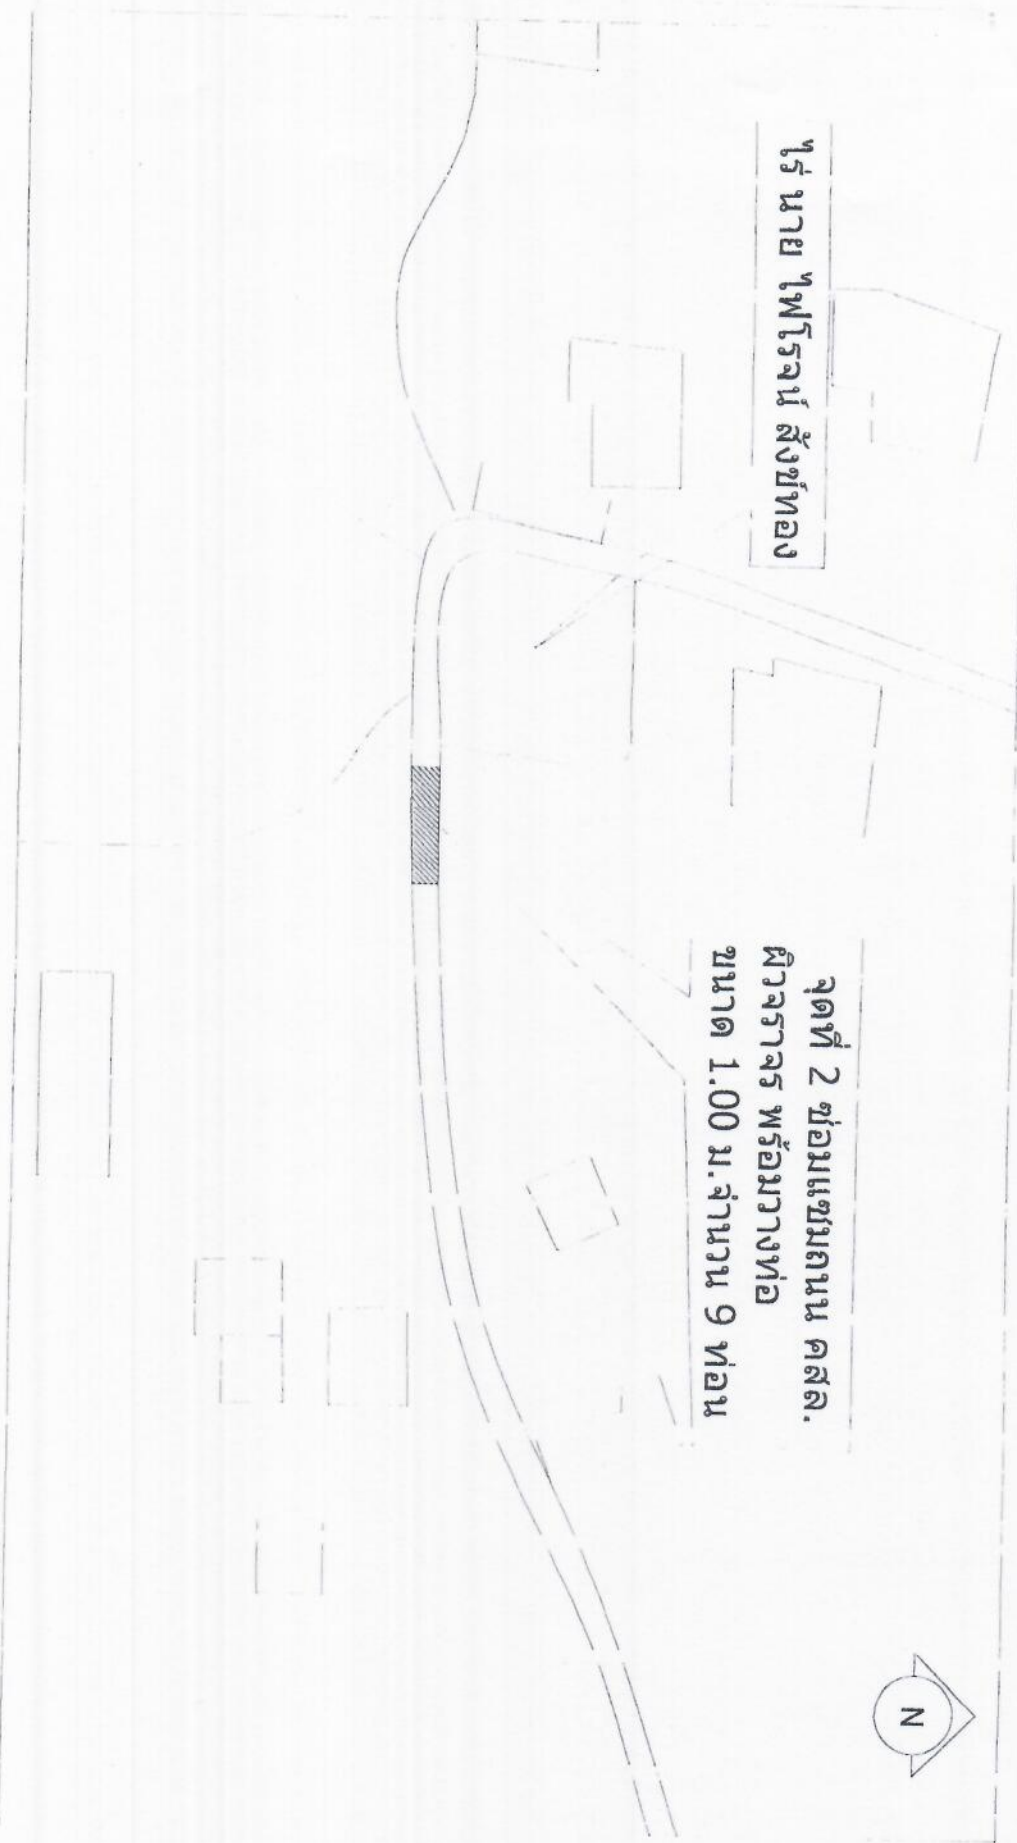 ไร่ นาย ไพโรจน์ สังข์ทอง
จุดที่ 2 ซ่อมแซมถนน คสล.
ผิวจราจร พร้อมวางท่อ
ขนาด 1.00 ม.จำนวน 9 ท่อน
N